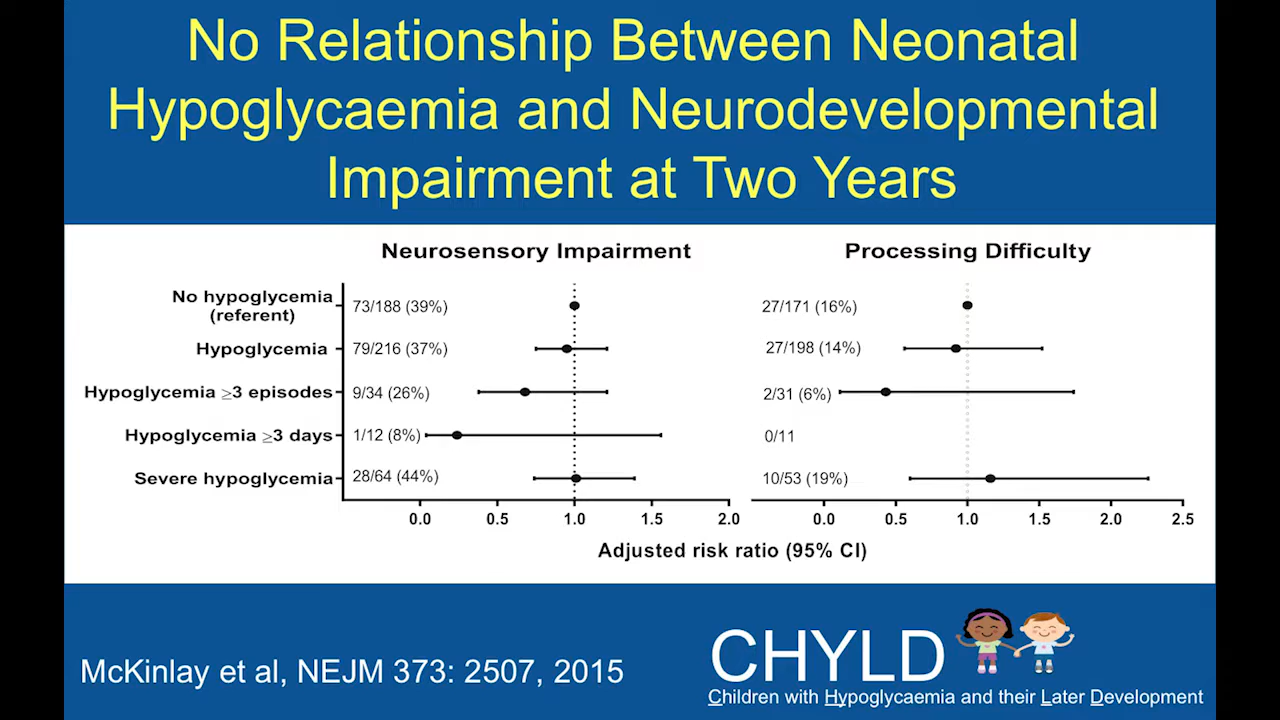 No Relationship Between Neonatal
Hypoglycaemia and Neurodevelopmental
Impairment at Two Years
Neurosensory Impairment
Processing Difficulty
No hypoglycemia
(referent)
73/188 (39%)
27/171 (16%)
Hypoglycemia
79/216 (37%)
27/198 (14%)
Hypoglycemia ≥3 episodes
9/34 (26%)
2/31 (6%)
Hypoglycemia ≥3 days
1/12 (8%)
0/11
Severe hypoglycemia
28/64 (44%)
10/53 (19%)
0.0 0.5 1.0 1.5 2.0
0.0 0.5 1.0 1.5 2.0 2.5
Adjusted risk ratio (95% CI)
McKinlay et al, NEJM 373: 2507, 2015
CHYLD
Children with Hypoglycaemia and their Later Development